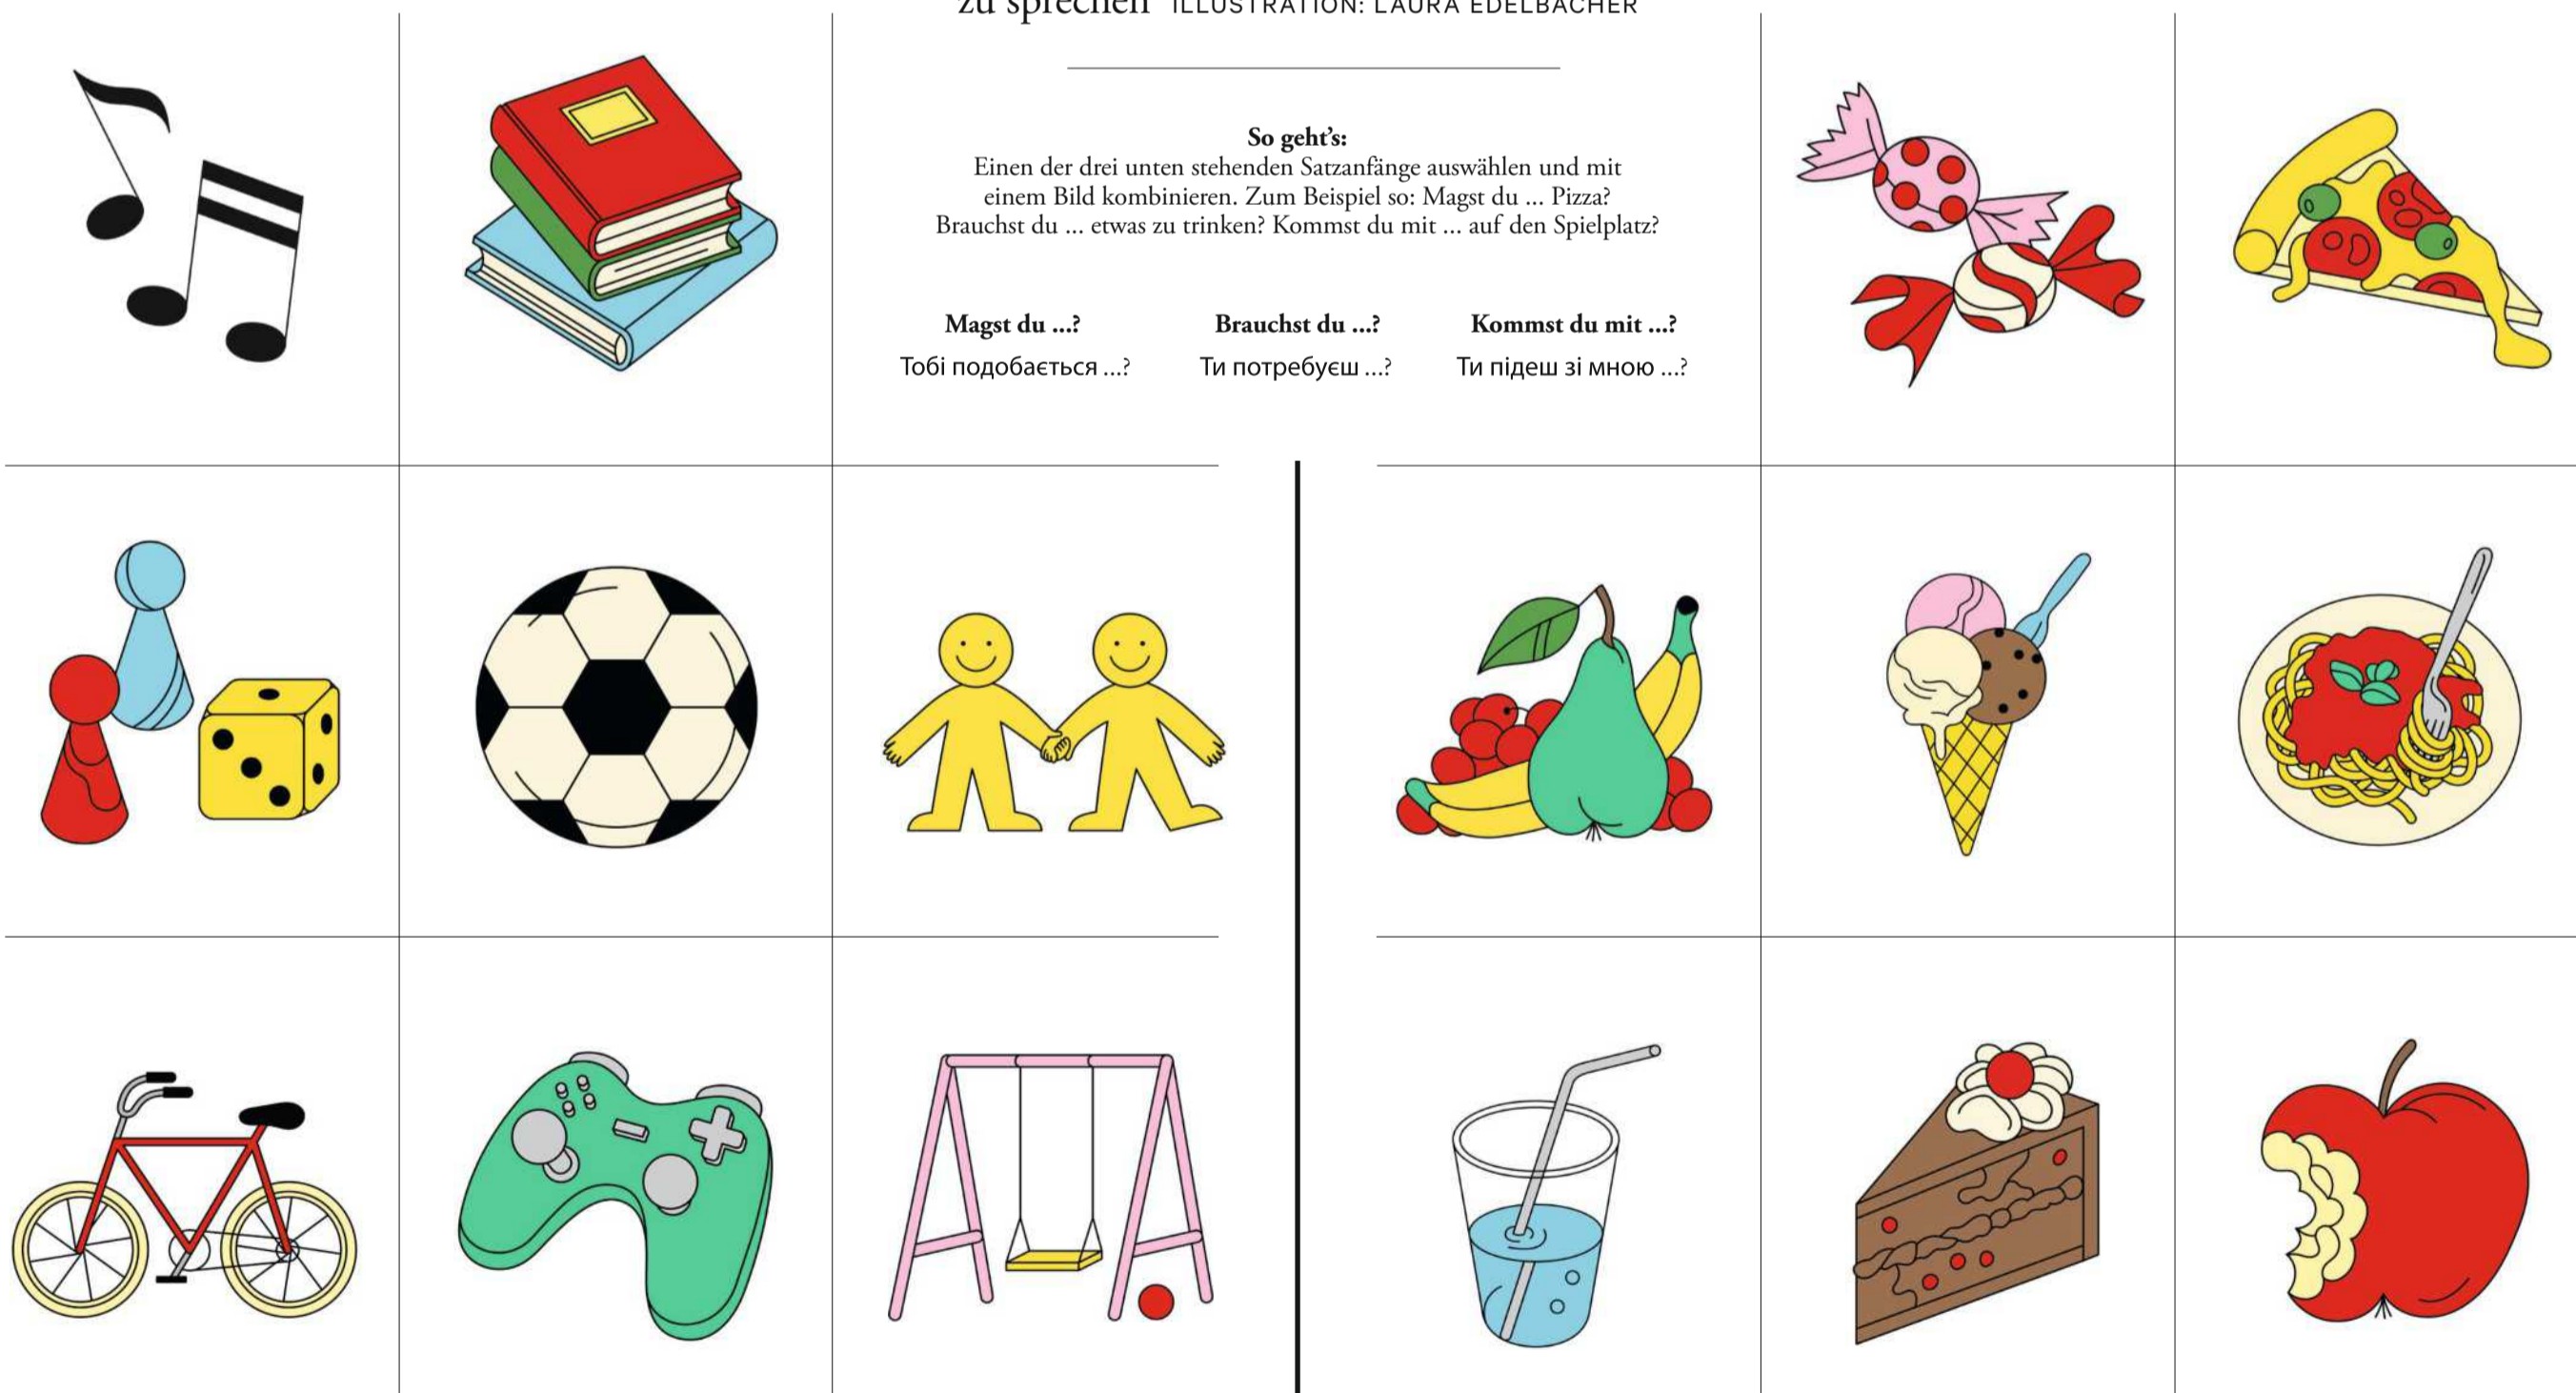 zu sprechen ILLUSTRATION: LAURA EDELBACHER
So geht’s:
Einen der drei unten stehenden Satzanfänge auswählen und mit
einem Bild kombinieren. Zum Beispiel so: Magst du ... Pizza?
Brauchst du ... etwas zu trinken? Kommst du mit ... auf den Spielplatz?
Magst du ...? Brauchst du ...? Kommst du mit ...?
Тобі подобається ...? Ти потребуєш ...? Ти підеш зі мною ...?